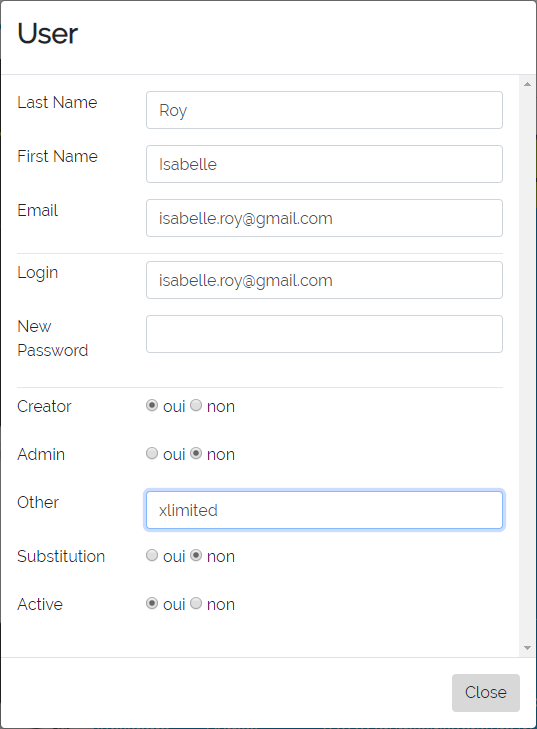 User
Last Name
Roy
First Name
Isabelle
Email
isabelle.roy@gmail.com
Login
isabelle.roy@gmail.com
New
Password
Creator
oui non
Admin
oui non
Other
xlimited
Substitution
oui non
Active
oui non
Close